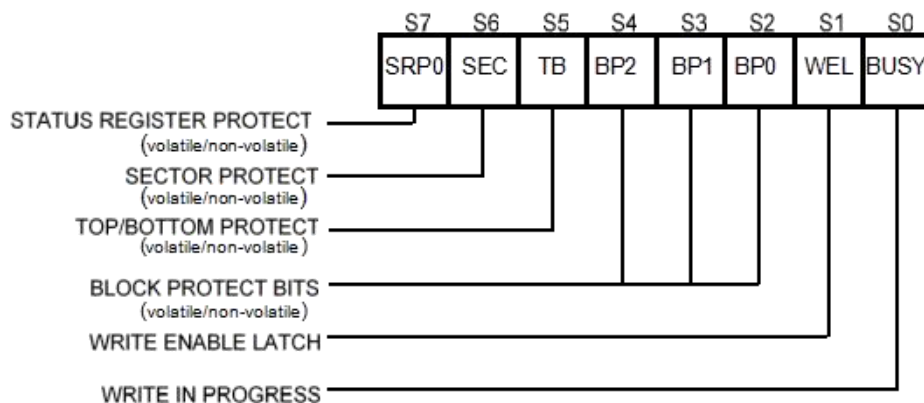 S7 S6 S5 S4 S3 S2 S1 S0
SRP0 SEC TB BP2 BP1 BP0 WEL BUSY
STATUS REGISTER PROTECT
(volatile/non-volatile)
SECTOR PROTECT
(volatile/non-volatile)
TOP/BOTTOM PROTECT
(volatile/non-volatile)
BLOCK PROTECT BITS
(volatile/non-volatile)
WRITE ENABLE LATCH
WRITE IN PROGRESS